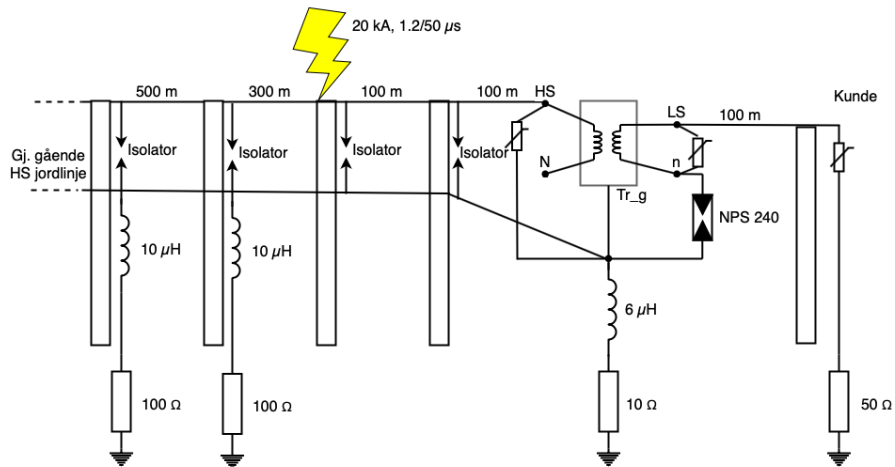 20 kA, 1.2/50 µs
500 m
300 m
100 m
100 m
HS
LS
100 m
Kunde
Isolator
Isolator
Isolator
Isolator
Gj. gående
HS jordlinje
N
n
Tr_g
NPS 240
10 µH
10 µH
6 µH
100 Ω
100 Ω
10 Ω
50 Ω